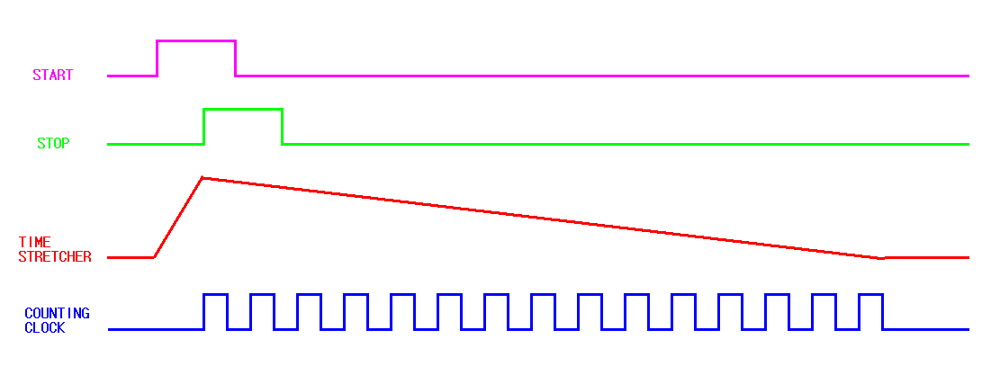 START
STOP
TIME
STRETCHER
COUNTING
CLOCK